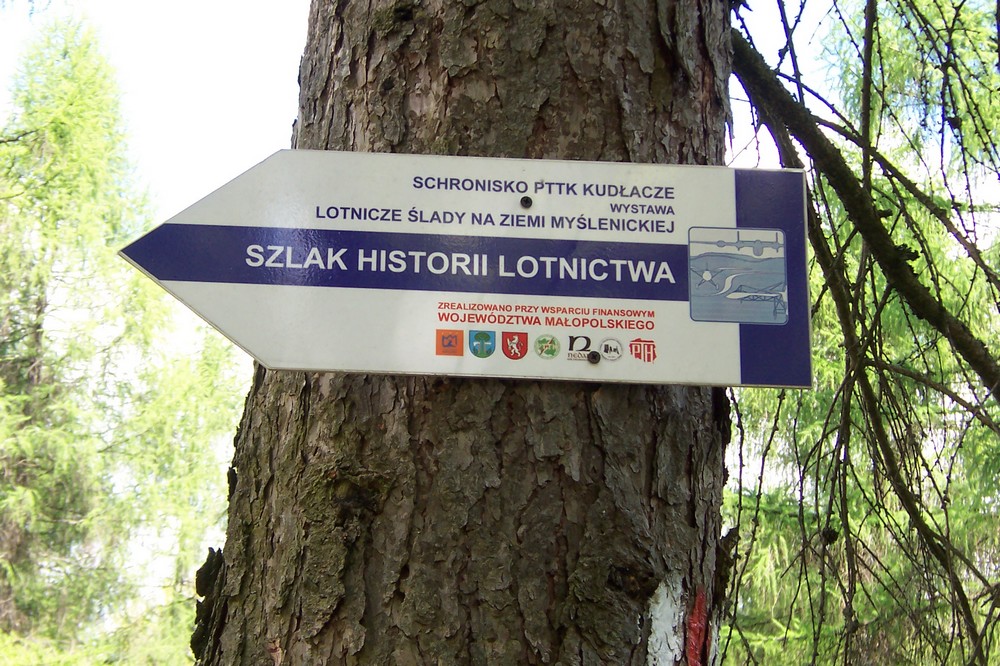 SCHRONISKO PTTK KUDŁACZE
WYSTAWA
LOTNICZE ŚLADY NA ZIEMI MYŚLENICKIEJ
SZLAK HISTORII LOTNICTWA
ZREALIZOWANO PRZY WSPARCIU FINANSOWYM
WOJEWÓDZTWA MAŁOPOLSKIEGO